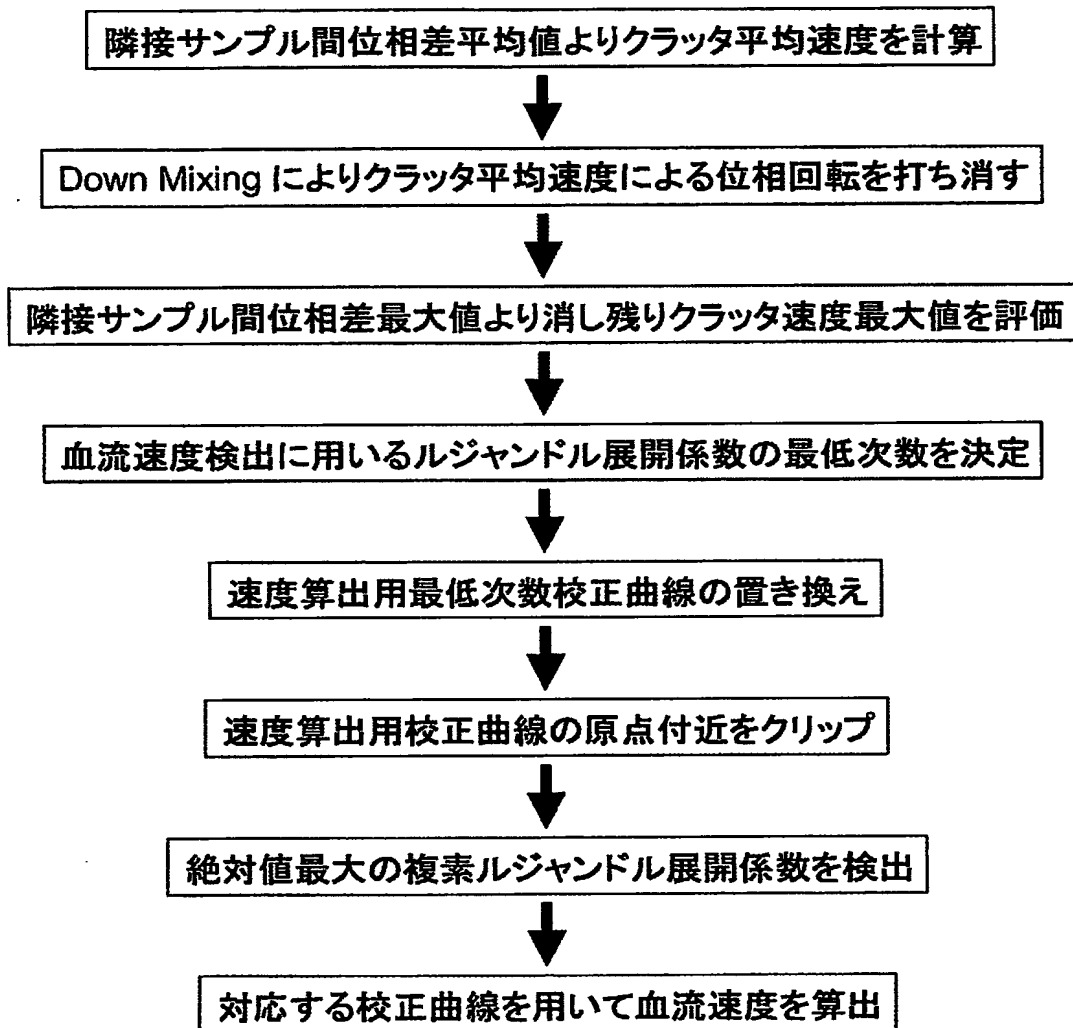 隣接サンプル間位相差平均値よりクラッタ平均速度を計算
Down Mixing によりクラッタ平均速度による位相回転を打ち消す
隣接サンプル間位相差最大値より消し残りクラッタ速度最大値を評価
血流速度検出に用いるルジャンドル展開係数の最低次数を決定
速度算出用最低次数校正曲線の置き換え
速度算出用校正曲線の原点付近をクリップ
絶対値最大の複素ルジャンドル展開係数を検出
対応する校正曲線を用いて血流速度を算出